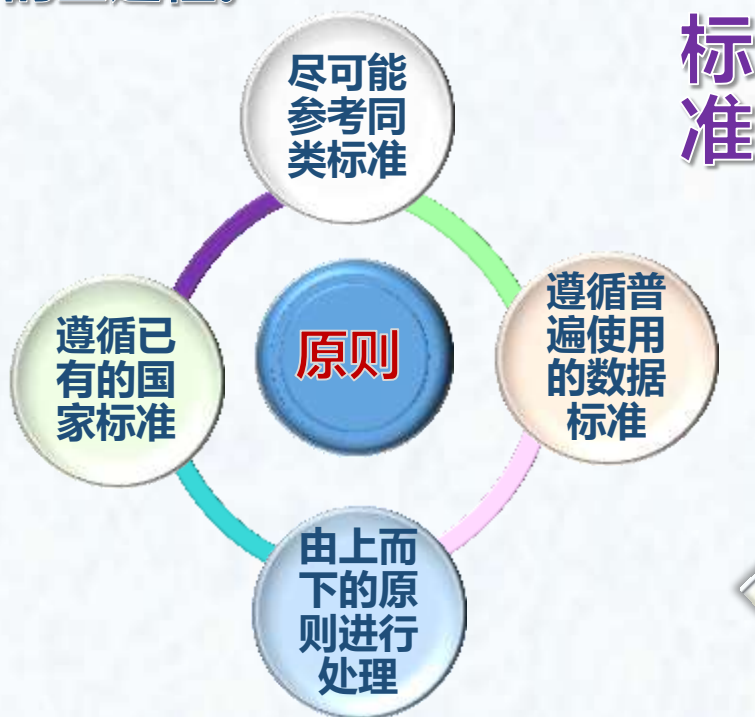 标
准
尽可能
参考同
类标准
遵循普
遍使用
的数据
标准
原则
遵循已
有的国
家标准
由上而
下的原
则进行
处理